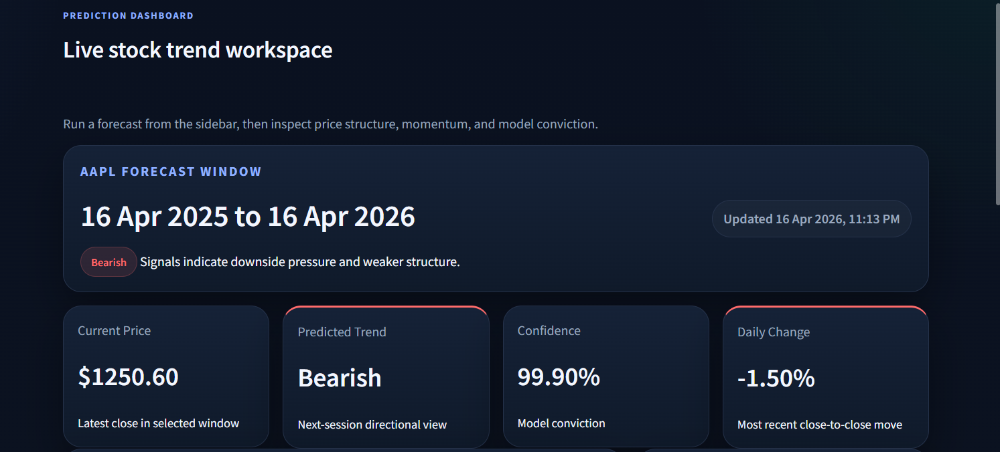 PREDICTION DASHBOARD
Live stock trend workspace
Run a forecast from the sidebar, then inspect price structure, momentum, and model conviction.
AAPL FORECAST WINDOW
16 Apr 2025 to 16 Apr 2026
Updated 16 Apr 2026, 11:13 PM
Bearish Signals indicate downside pressure and weaker structure.
Current Price
$1250.60
Latest close in selected window
Predicted Trend
Bearish
Next-session directional view
Confidence
99.90%
Model conviction
Daily Change
-1.50%
Most recent close-to-close move